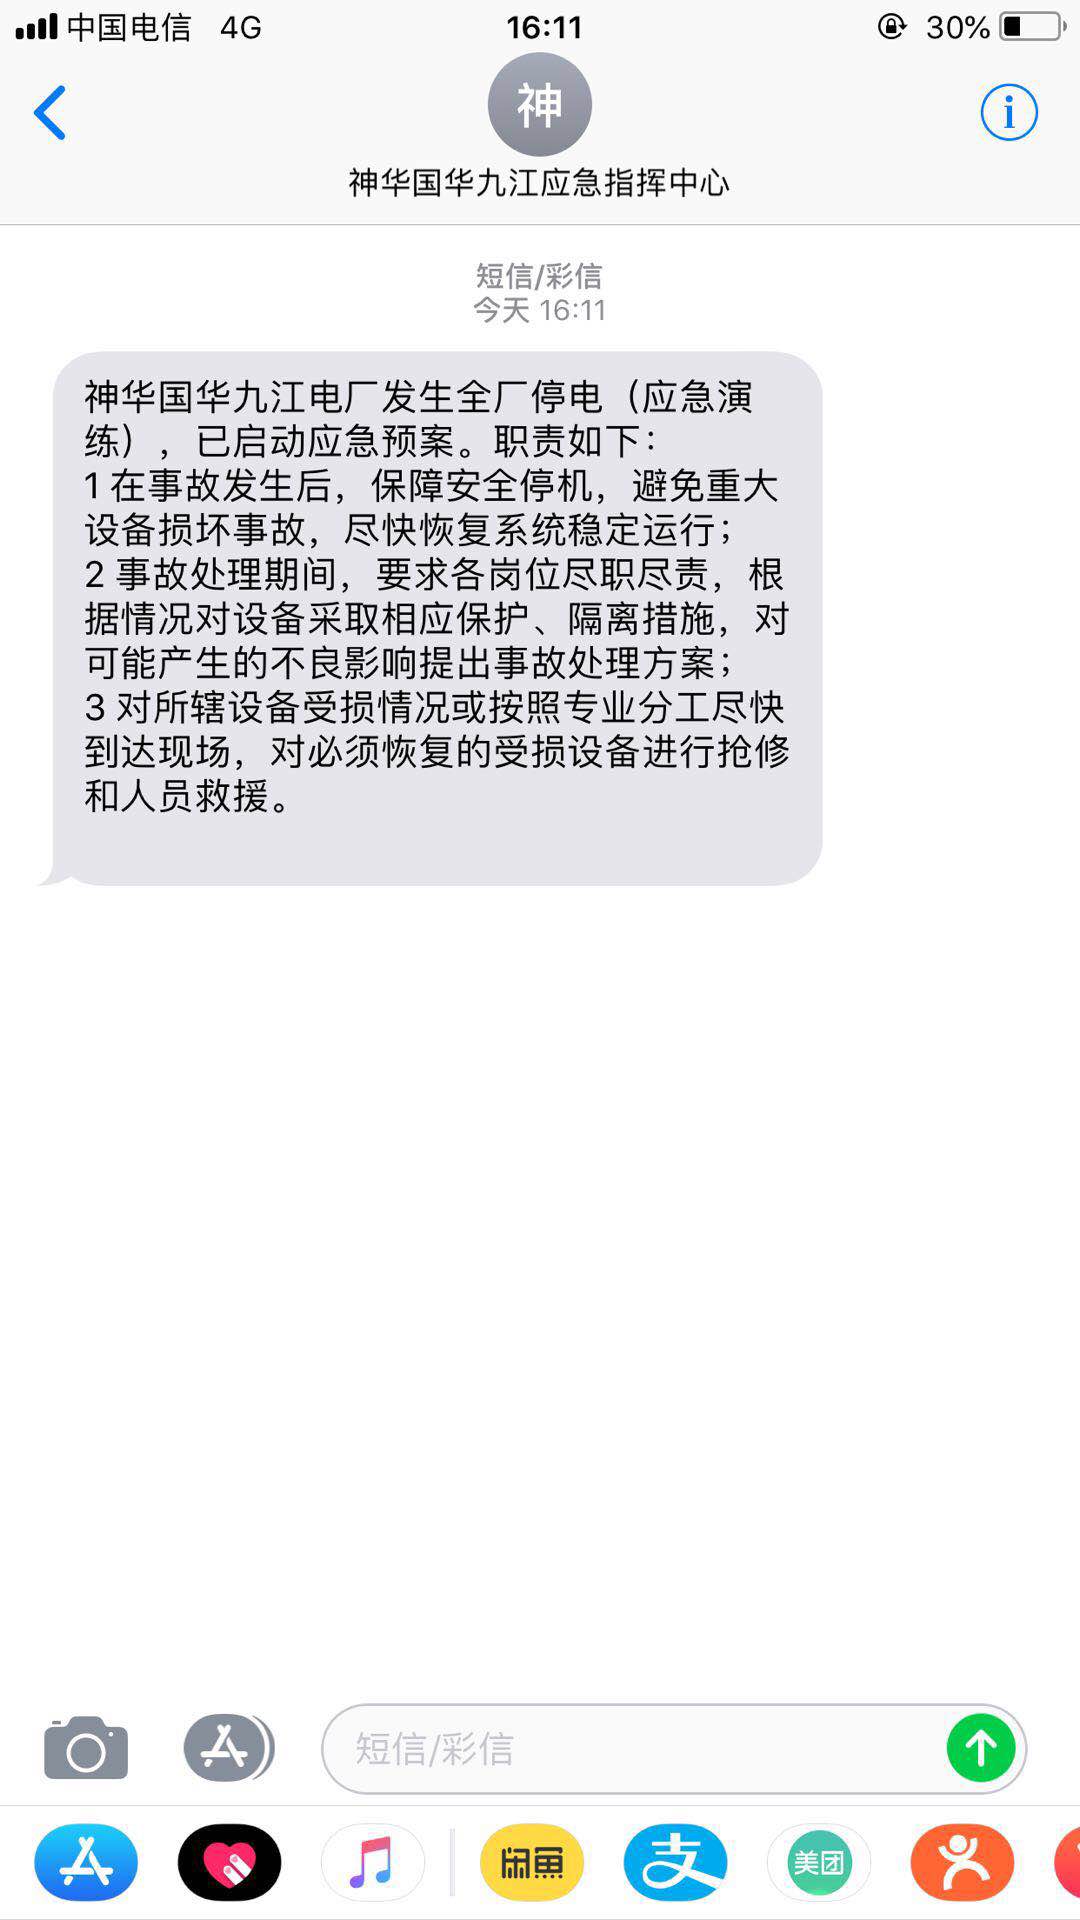 中国电信 4G 16:11 30%
神
神华国华九江应急指挥中心
短信/彩信
今天 16:11
神华国华九江电厂发生全厂停电（应急演
练），已启动应急预案。职责如下：
1 在事故发生后，保障安全停机，避免重大
设备损坏事故，尽快恢复系统稳定运行；
2 事故处理期间，要求各岗位尽职尽责，根
据情况对设备采取相应保护、隔离措施，对
可能产生的不良影响提出事故处理方案；
3 对所辖设备受损情况或按照专业分工尽快
到达现场，对必须恢复的受损设备进行抢修
和人员救援。
短信/彩信
闲鱼 支 美团